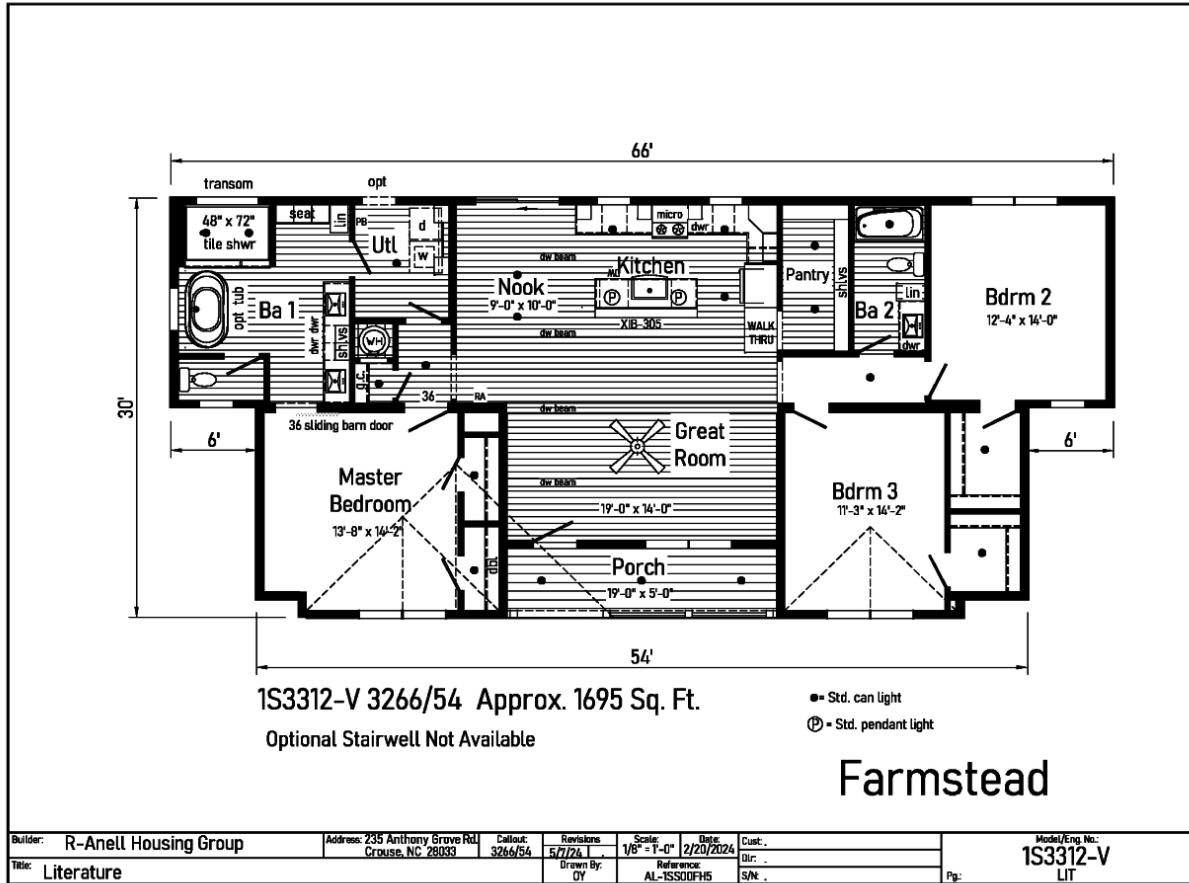 66'
transom
opt
48" x 72"
tile shwr
seat
lin
PB
Utl
d
w
micro
dwr
dw beam
dw beam
Kitchen
Nook
9'-0" x 10'-0"
P
P
XIB-305
WALK
THRU
Pantry
shlvs
Ba 2
lin
dwr
Bdrm 2
12'-4" x 14'-0"
opt tub
Ba 1
dwr
dwr
shlvs
WH
dw beam
30'
g.c.
36
RA
dw beam
6'
36 sliding barn door
6'
Great
Room
Master
Bedroom
13'-8" x 14'-2"
dw beam
Bdrm 3
11'-3" x 14'-2"
19'-0" x 14'-0"
dbl
Porch
19'-0" x 5'-0"
54'
1S3312-V 3266/54 Approx. 1695 Sq. Ft.
Optional Stairwell Not Available
= Std. can light
P = Std. pendant light
Farmstead
Builder: R-Anell Housing Group
Address: 235 Anthony Grove Rd.
Crouse, NC 28033
Callout:
3266/54
Revisions
5/7/24 .
Scale:
1/8" = 1'-0"
Date:
2/20/2024
Cust.: .
Dlr: .
S/N: .
Title: Literature
Drawn By:
OY
Reference:
AL-1SS00FH5
Model/Eng. No.:
1S3312-V
Pg.: LIT